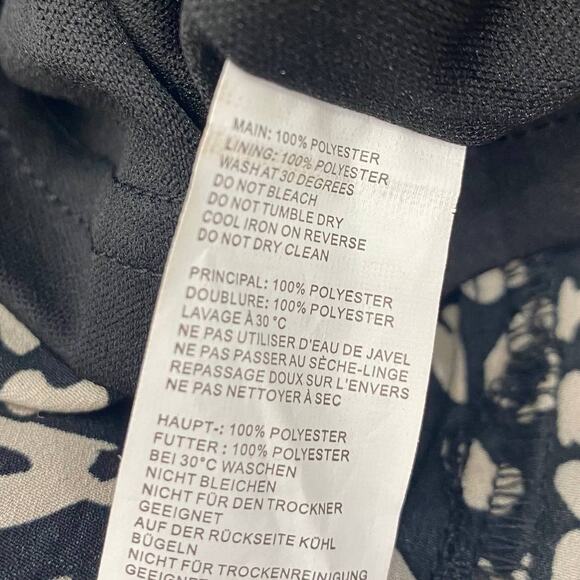 MAIN: 100% POLYESTER
LINING: 100% POLYESTER
WASH AT 30 DEGREES
DO NOT BLEACH
DO NOT TUMBLE DRY
COOL IRON ON REVERSE
DO NOT DRY CLEAN
PRINCIPAL: 100% POLYESTER
DOUBLURE: 100% POLYESTER
LAVAGE À 30 °C
NE PAS UTILISER D'EAU DE JAVEL
NE PAS PASSER AU SÈCHE-LINGE
REPASSAGE DOUX SUR L'ENVERS
NE PAS NETTOYER À SEC
HAUPT-: 100% POLYESTER
FUTTER : 100% POLYESTER
BEI 30°C WASCHEN
NICHT BLEICHEN
NICHT FÜR DEN TROCKNER
GEEIGNET
AUF DER RÜCKSEITE KÜHL
BÜGELN
NICHT FÜR TROCKENREINIGUNG
GEEIGNET